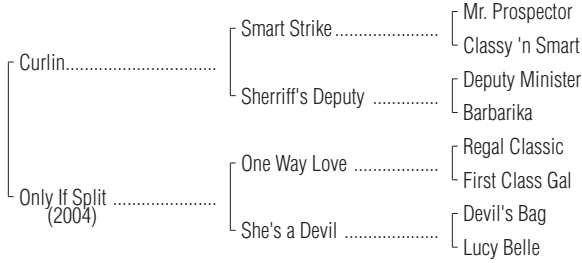 Mr. Prospector
Smart Strike........................
Classy 'n Smart
Curlin...................................
Deputy Minister
Sherriff's Deputy ...............
Barbarika
Regal Classic
One Way Love ...................
First Class Gal
Only If Split ........................
(2004)
Devil's Bag
She's a Devil ......................
Lucy Belle